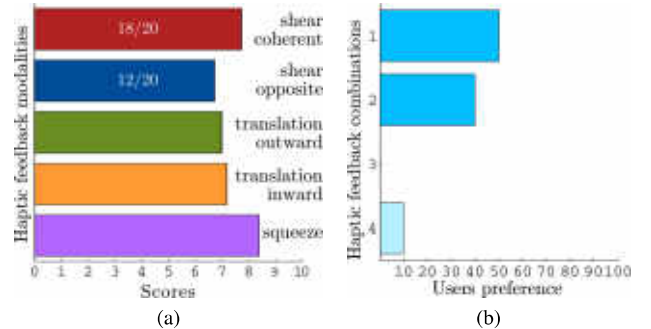 Haptic feedback modalities
18/20
shear
coherent
12/20
shear
opposite
translation
outward
translation
inward
squeeze
0 1 2 3 4 5 6 7 8 9 10
Scores
(a)
Haptic feedback combinations
1
2
3
4
10 20 30 40 50 60 70 80 90 100
Users preference
(b)